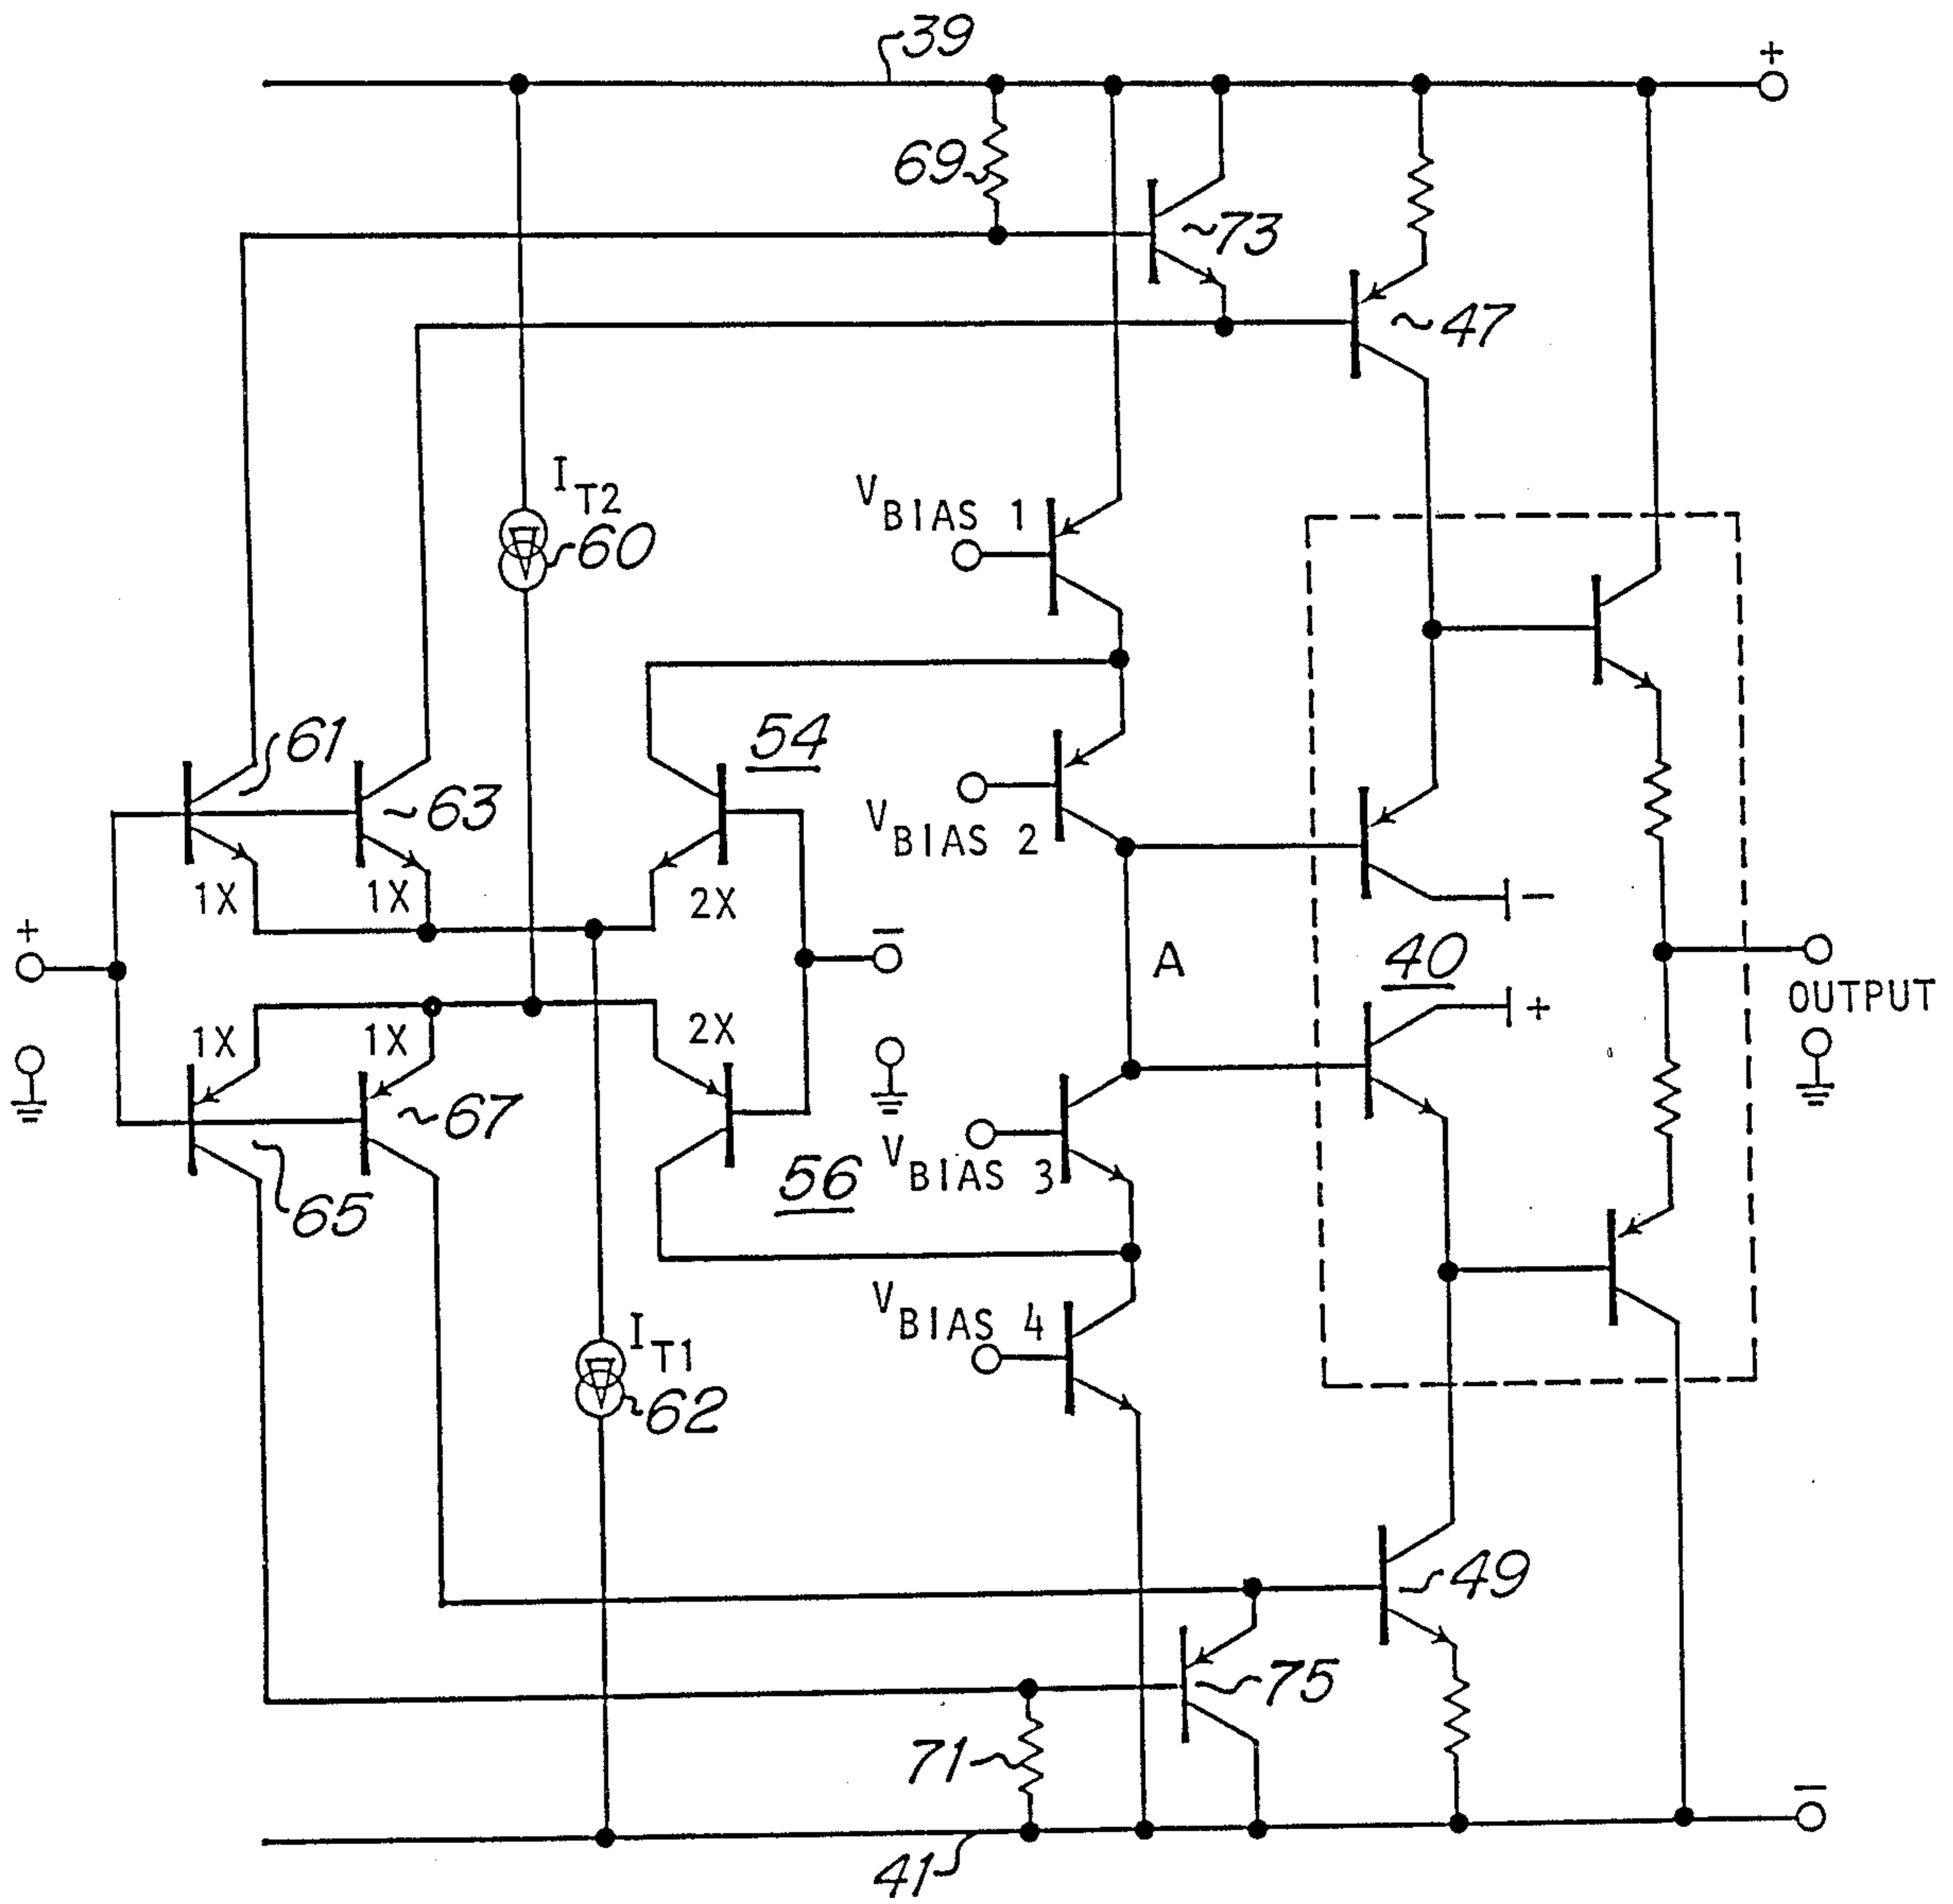 39
+
69
73
47
I T2
60
V BIAS 1
61
54
63
V BIAS 2
1X
1X
2X
+
−
A
40
−
+
OUTPUT
1X
1X
2X
67
V BIAS 3
65
56
V BIAS 4
I T1
62
49
75
71
−
41